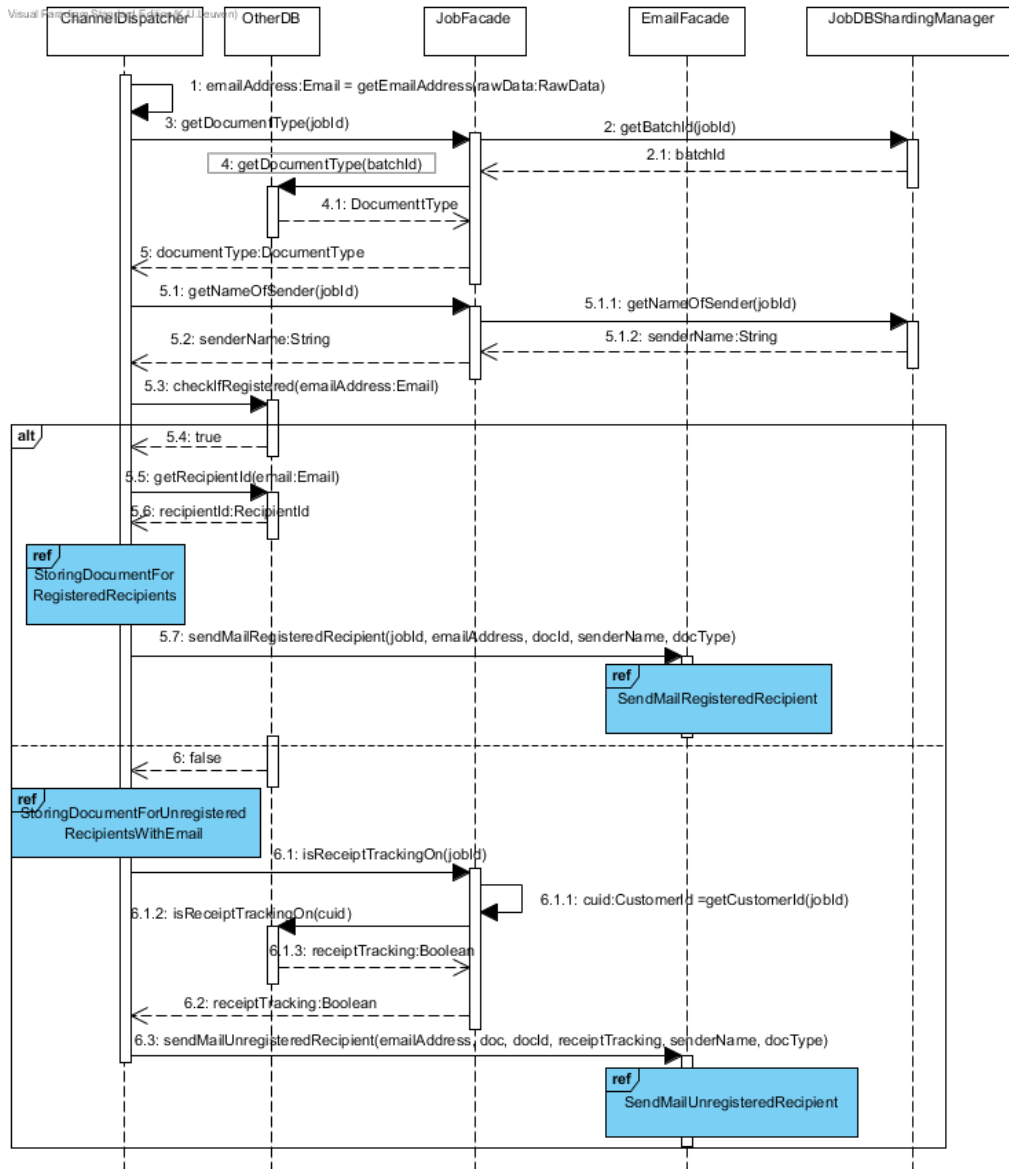 Visual Paradigm Standard Edition(K.U.Leuven)
ChannelDispatcher
OtherDB
JobFacade
EmailFacade
JobDBShardingManager
1: emailAddress:Email = getEmailAddress(rawData:RawData)
3: getDocumentType(jobId)
2: getBatchId(jobId)
2.1: batchId
4: getDocumentType(batchId)
4.1: DocumenttType
5: documentType:DocumentType
5.1: getNameOfSender(jobId)
5.1.1: getNameOfSender(jobId)
5.2: senderName:String
5.1.2: senderName:String
5.3: checkIfRegistered(emailAddress:Email)
alt
5.4: true
5.5: getRecipientId(email:Email)
5.6: recipientId:RecipientId
ref
StoringDocumentFor
RegisteredRecipients
5.7: sendMailRegisteredRecipient(jobId, emailAddress, docId, senderName, docType)
ref
SendMailRegisteredRecipient
6: false
ref
StoringDocumentForUnregistered
RecipientsWithEmail
6.1: isReceiptTrackingOn(jobId)
6.1.1: cuid:CustomerId =getCustomerId(jobId)
6.1.2: isReceiptTrackingOn(cuid)
6.1.3: receiptTracking:Boolean
6.2: receiptTracking:Boolean
6.3: sendMailUnregisteredRecipient(emailAddress, doc, docId, receiptTracking, senderName, docType)
ref
SendMailUnregisteredRecipient